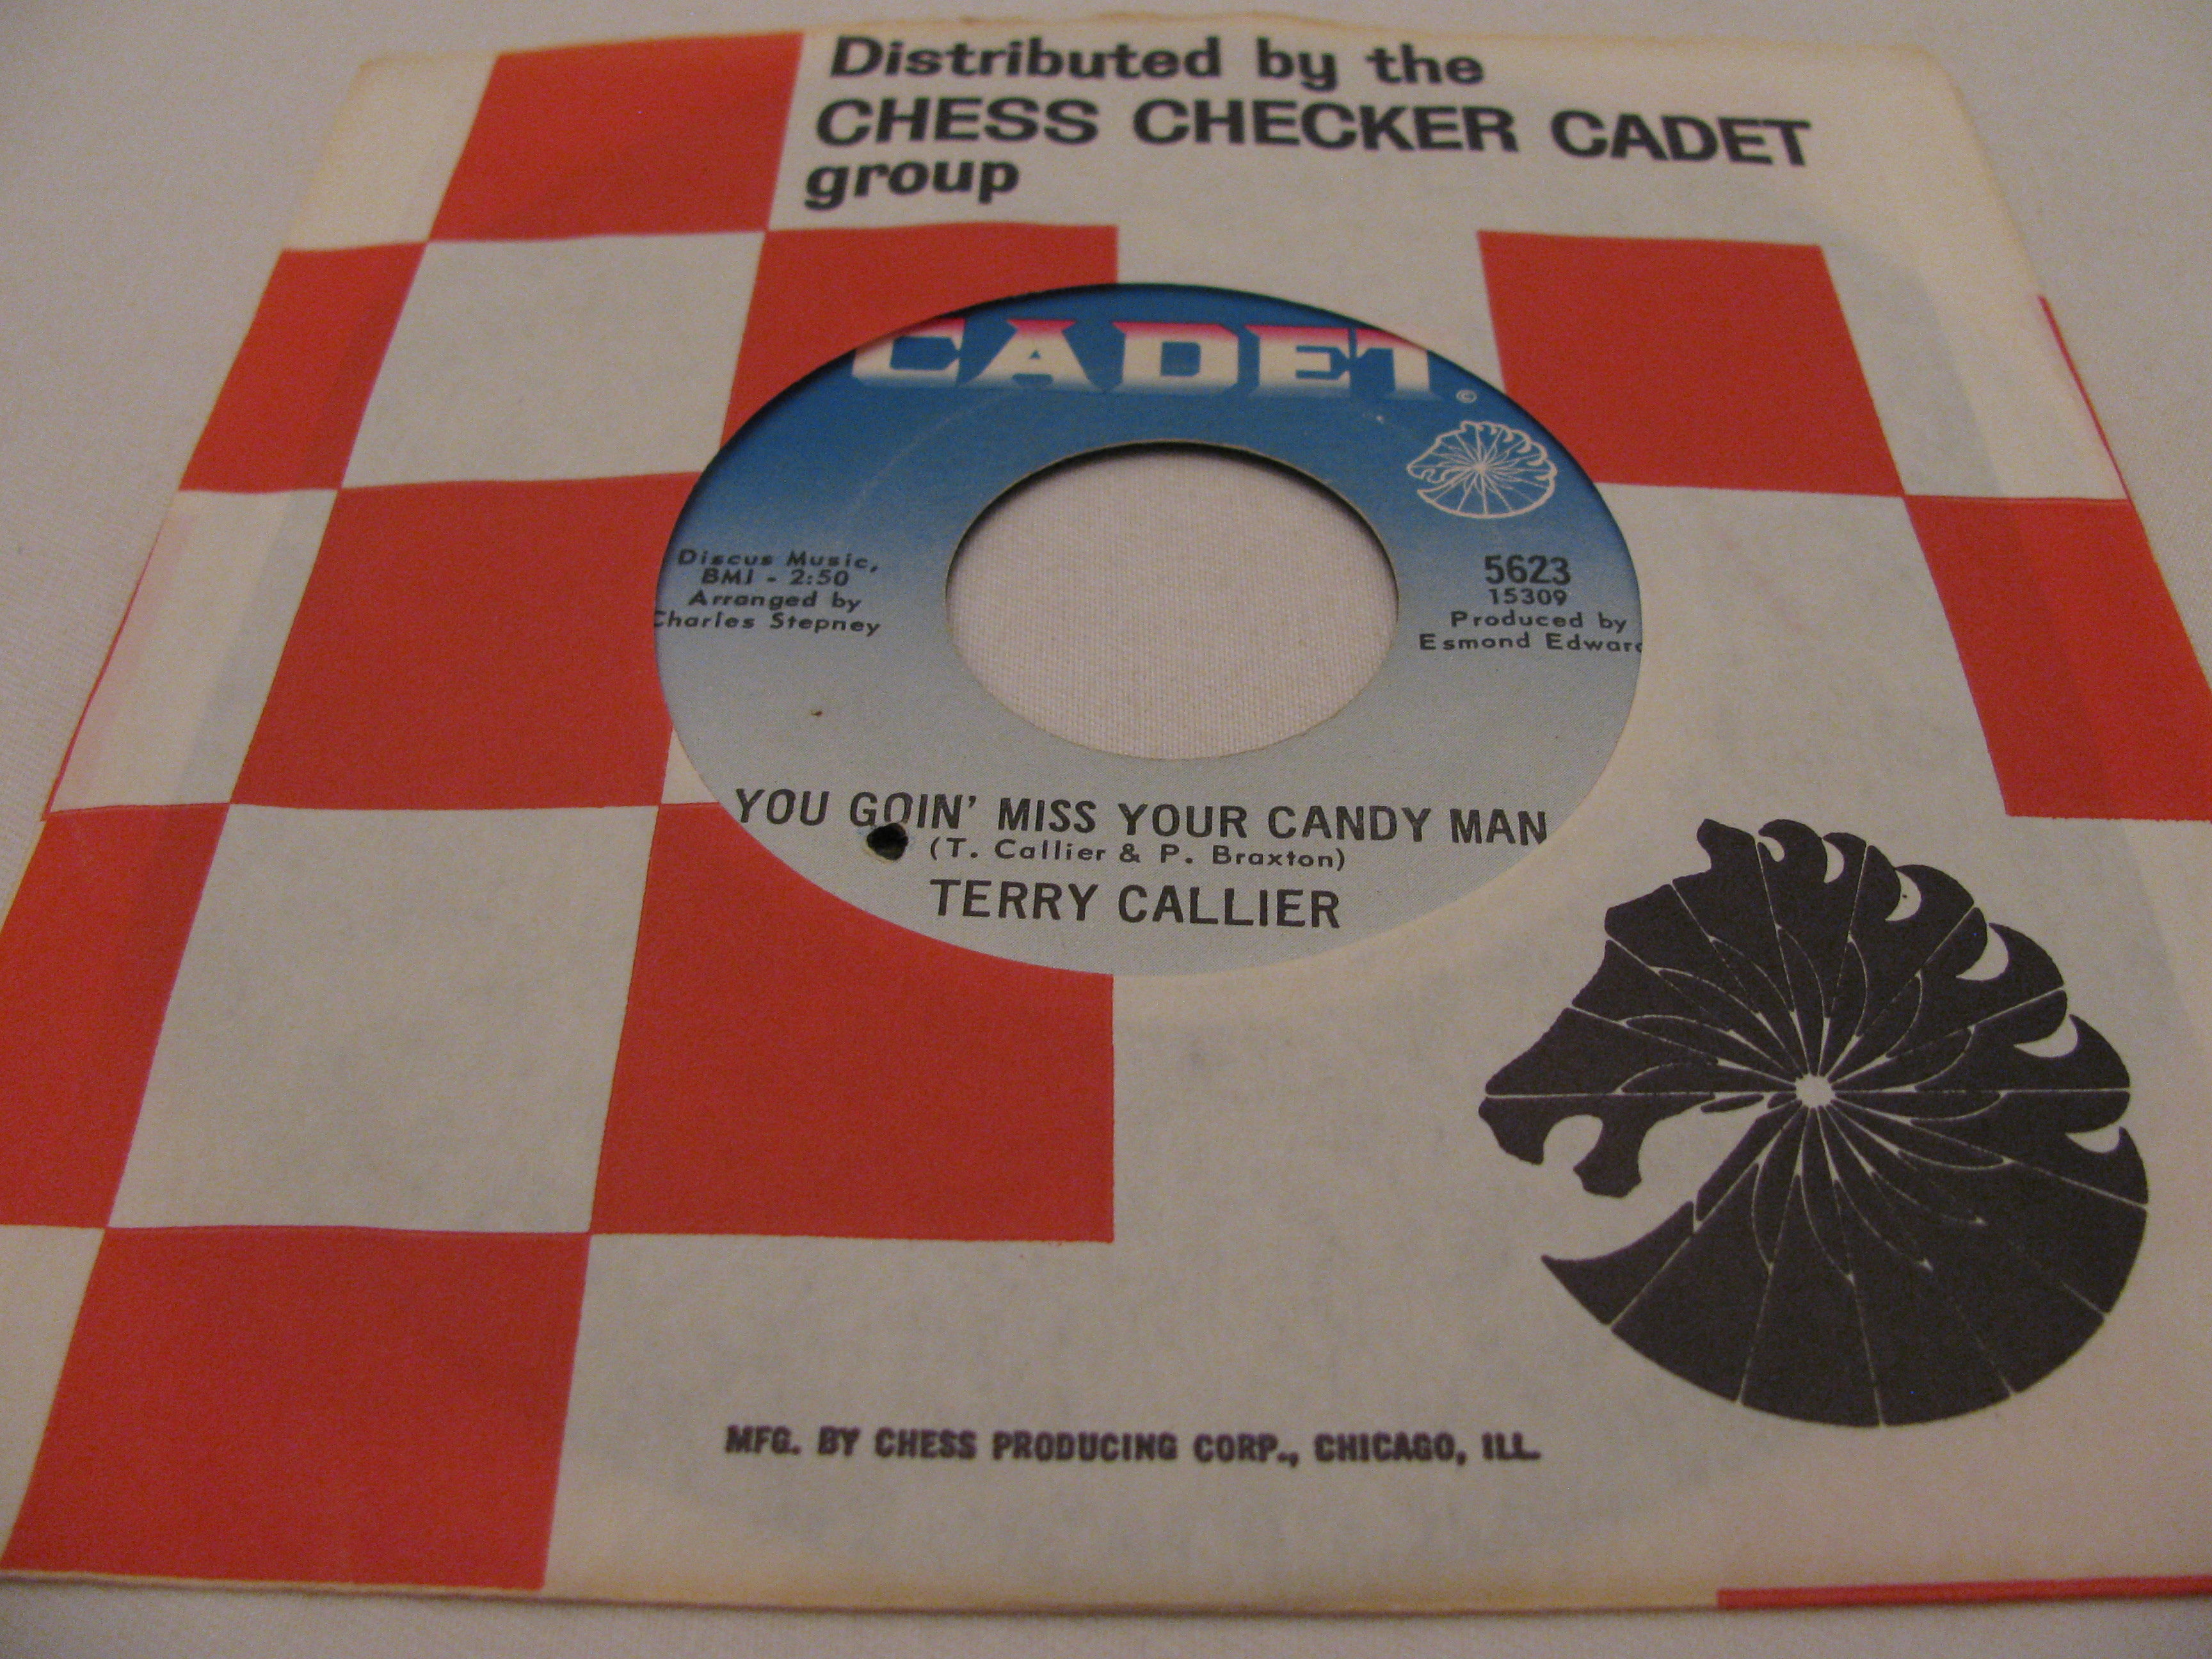 Distributed by the
CHESS CHECKER CADET
group
CADET
©
Discus Music,
BMI - 2:50
Arranged by
Charles Stepney
5623
15309
Produced by
Esmond Edward
YOU GOIN' MISS YOUR CANDY MAN
(T. Callier & P. Braxton)
TERRY CALLIER
MFG. BY CHESS PRODUCING CORP., CHICAGO, ILL.